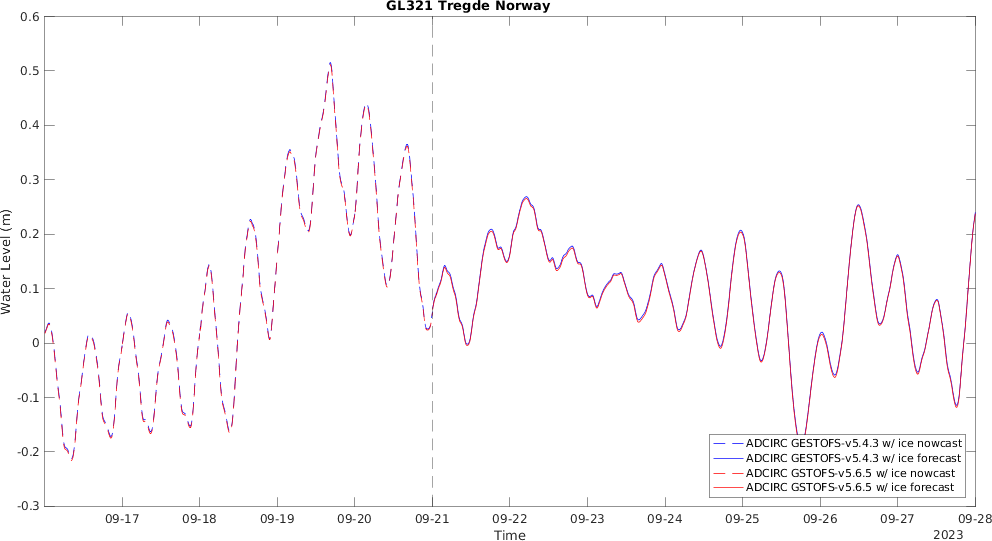 GL321 Tregde Norway
Water Level (m)
0.6
0.5
0.4
0.3
0.2
0.1
0
-0.1
-0.2
-0.3
ADCIRC GESTOFS-v5.4.3 w/ ice nowcast
ADCIRC GESTOFS-v5.4.3 w/ ice forecast
ADCIRC GSTOFS-v5.6.5 w/ ice nowcast
ADCIRC GSTOFS-v5.6.5 w/ ice forecast
09-17 09-18 09-19 09-20 09-21 09-22 09-23 09-24 09-25 09-26 09-27 09-28
Time
2023